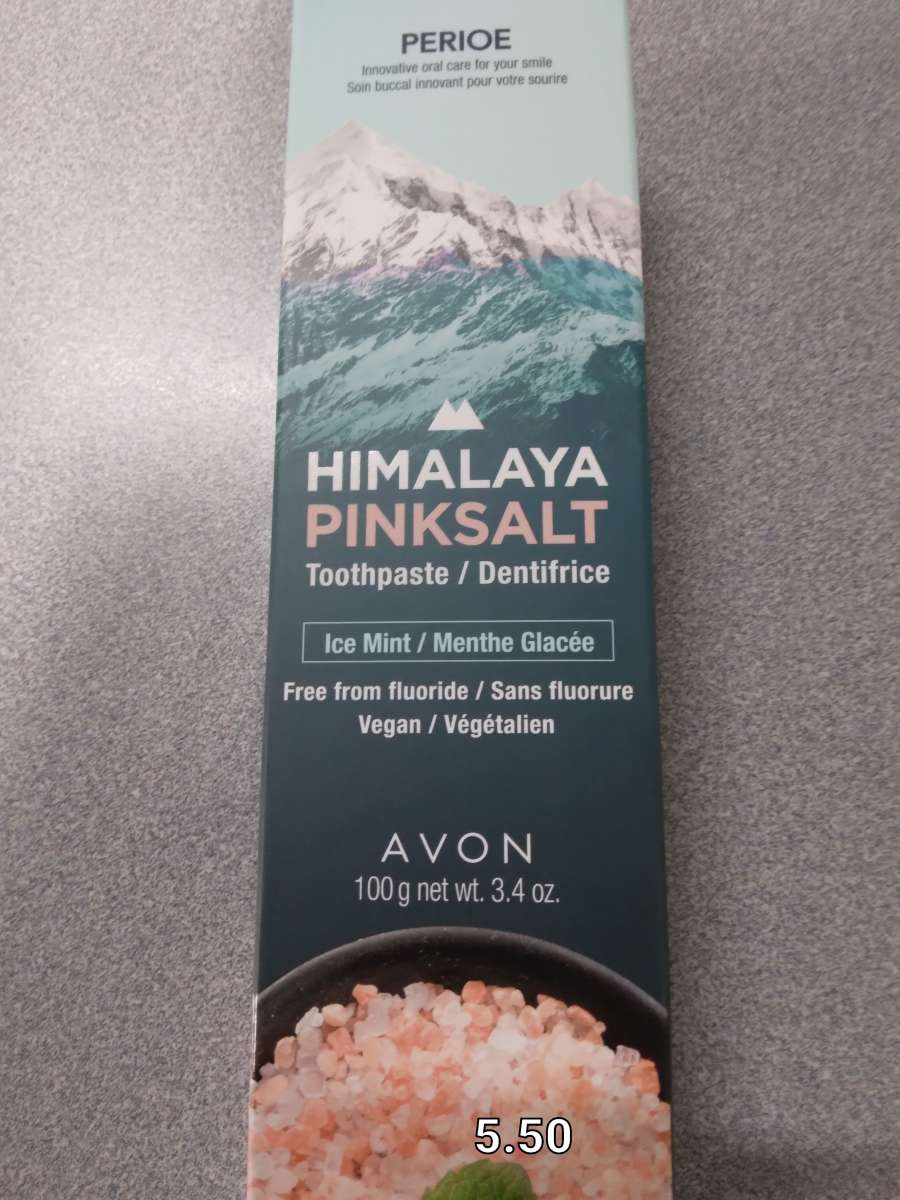 PERIOE
Innovative oral care for your smile
Soin buccal innovant pour votre sourire
HIMALAYA
PINKSALT
Toothpaste / Dentifrice
Ice Mint / Menthe Glacée
Free from fluoride / Sans fluorure
Vegan / Végétalien
AVON
100 g net wt. 3.4 oz.
5.50